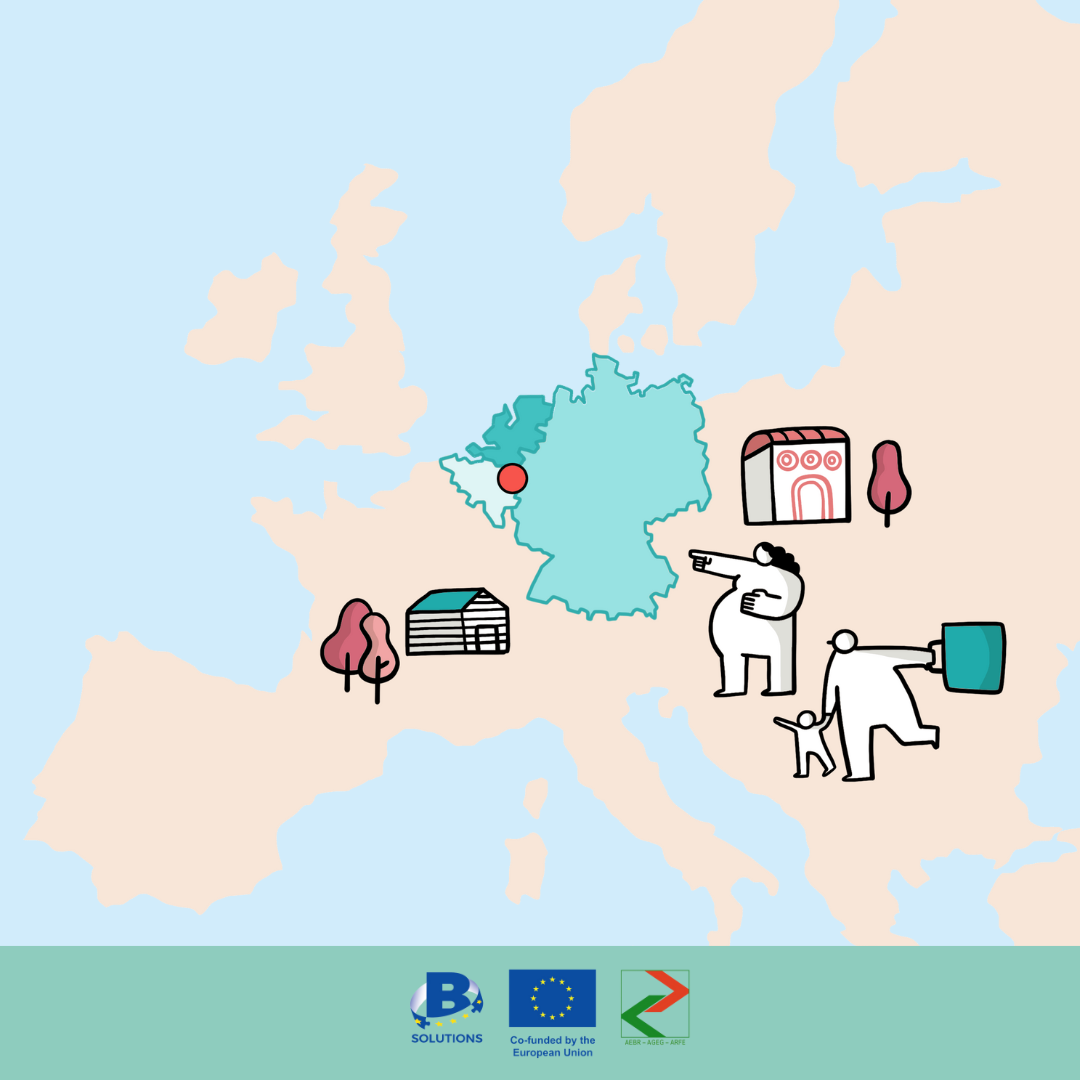 B
SOLUTIONS
Co-funded by the
European Union
AEBR – AGEG – ARFE